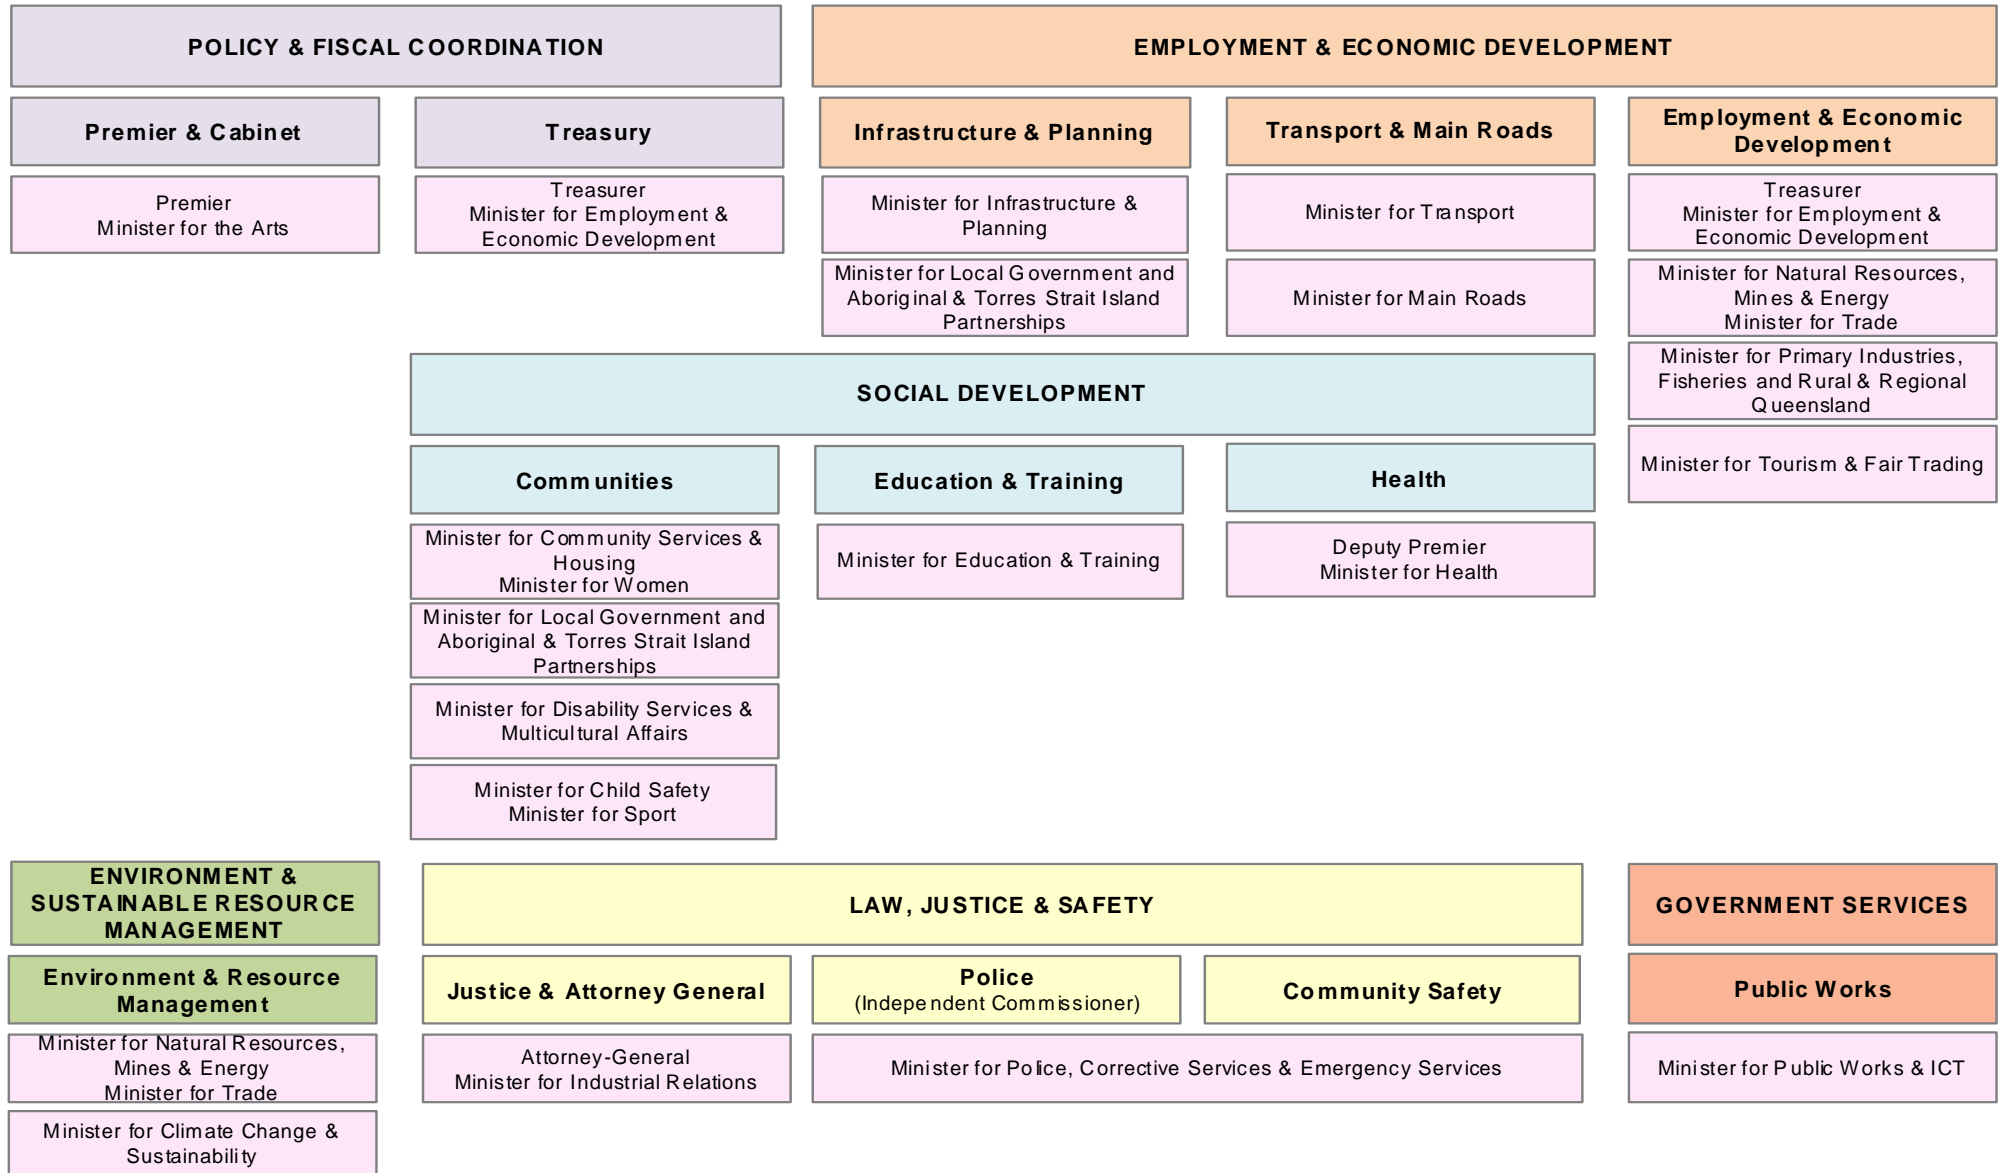 POLICY & FISCAL COORDINATION
EMPLOYMENT & ECONOMIC DEVELOPMENT
Premier & Cabinet
Treasury
Infrastructure & Planning
Transport & Main Roads
Employment & Economic
Development
Premier
Minister for the Arts
Treasurer
Minister for Employment &
Economic Development
Minister for Infrastructure &
Planning
Minister for Transport
Treasurer
Minister for Employment &
Economic Development
Minister for Local Government and
Aboriginal & Torres Strait Island
Partnerships
Minister for Main Roads
Minister for Natural Resources,
Mines & Energy
Minister for Trade
Minister for Primary Industries,
Fisheries and Rural & Regional
Queensland
Minister for Tourism & Fair Trading
SOCIAL DEVELOPMENT
Communities
Education & Training
Health
Minister for Community Services &
Housing
Minister for Women
Minister for Education & Training
Deputy Premier
Minister for Health
Minister for Local Government and
Aboriginal & Torres Strait Island
Partnerships
Minister for Disability Services &
Multicultural Affairs
Minister for Child Safety
Minister for Sport
ENVIRONMENT &
SUSTAINABLE RESOURCE
MANAGEMENT
LAW, JUSTICE & SAFETY
GOVERNMENT SERVICES
Environment & Resource
Management
Justice & Attorney General
Police
(Independent Commissioner)
Community Safety
Public Works
Minister for Natural Resources,
Mines & Energy
Minister for Trade
Attorney-General
Minister for Industrial Relations
Minister for Police, Corrective Services & Emergency Services
Minister for Public Works & ICT
Minister for Climate Change &
Sustainability